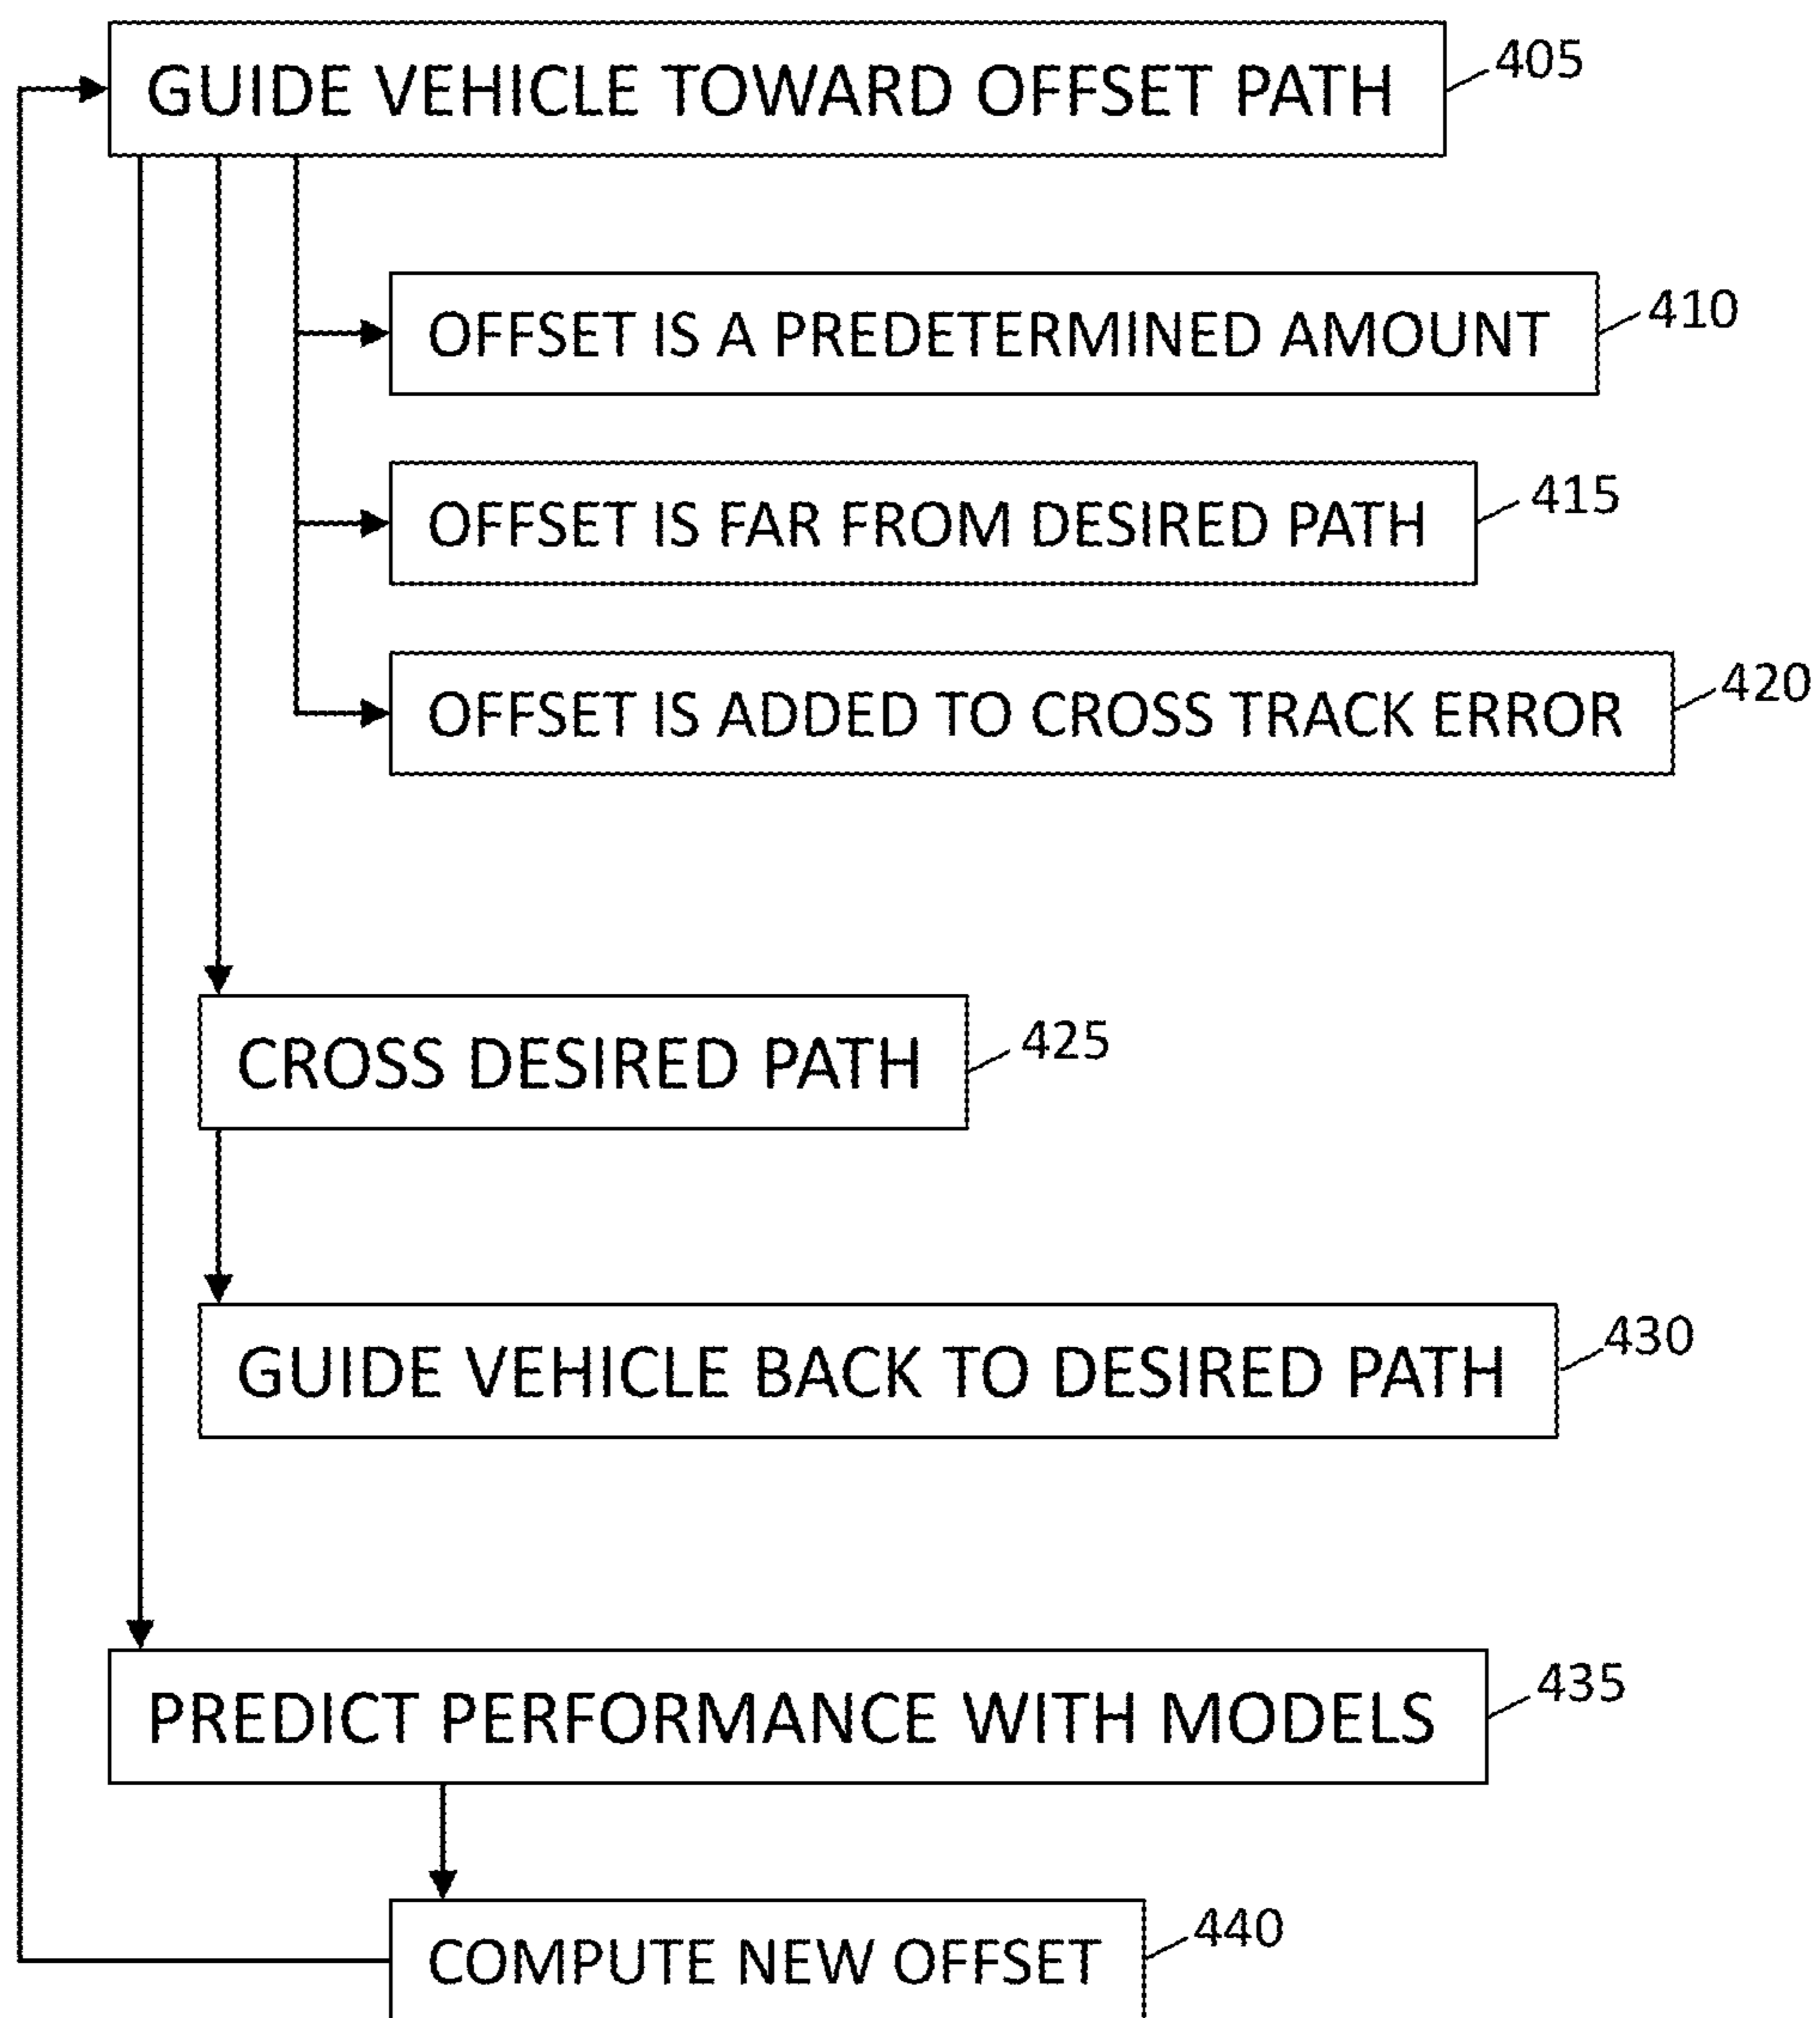 GUIDE VEHICLE TOWARD OFFSET PATH
405
OFFSET IS A PREDETERMINED AMOUNT
410
OFFSET IS FAR FROM DESIRED PATH
415
OFFSET IS ADDED TO CROSS TRACK ERROR
420
CROSS DESIRED PATH
425
GUIDE VEHICLE BACK TO DESIRED PATH
430
PREDICT PERFORMANCE WITH MODELS
435
COMPUTE NEW OFFSET
440